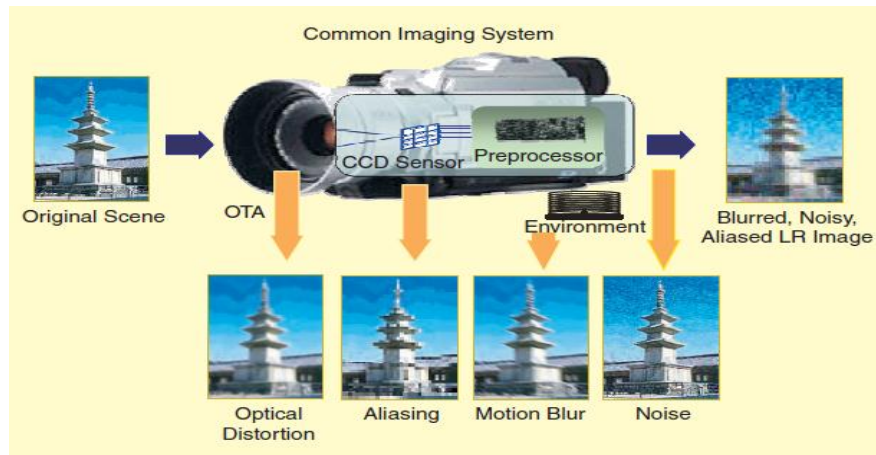 Common Imaging System
CCD Sensor
Preprocessor
Original Scene
OTA
Environment
Blurred, Noisy,
Aliased LR Image
Optical
Distortion
Aliasing
Motion Blur
Noise